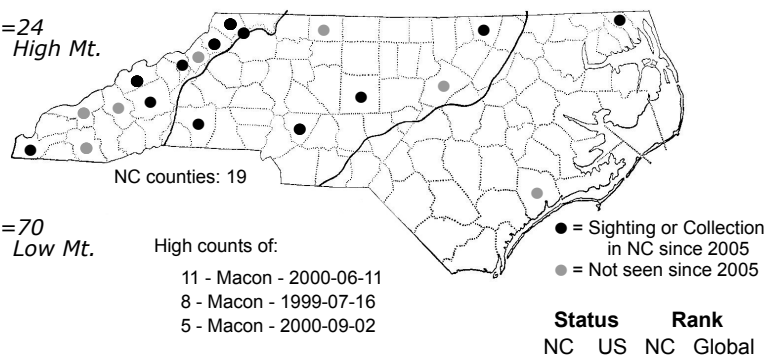 =24
High Mt.
NC counties: 19
=70
Low Mt.
High counts of:
11 - Macon - 2000-06-11
8 - Macon - 1999-07-16
5 - Macon - 2000-09-02
● = Sighting or Collection
in NC since 2005
● = Not seen since 2005
Status Rank
NC US NC Global